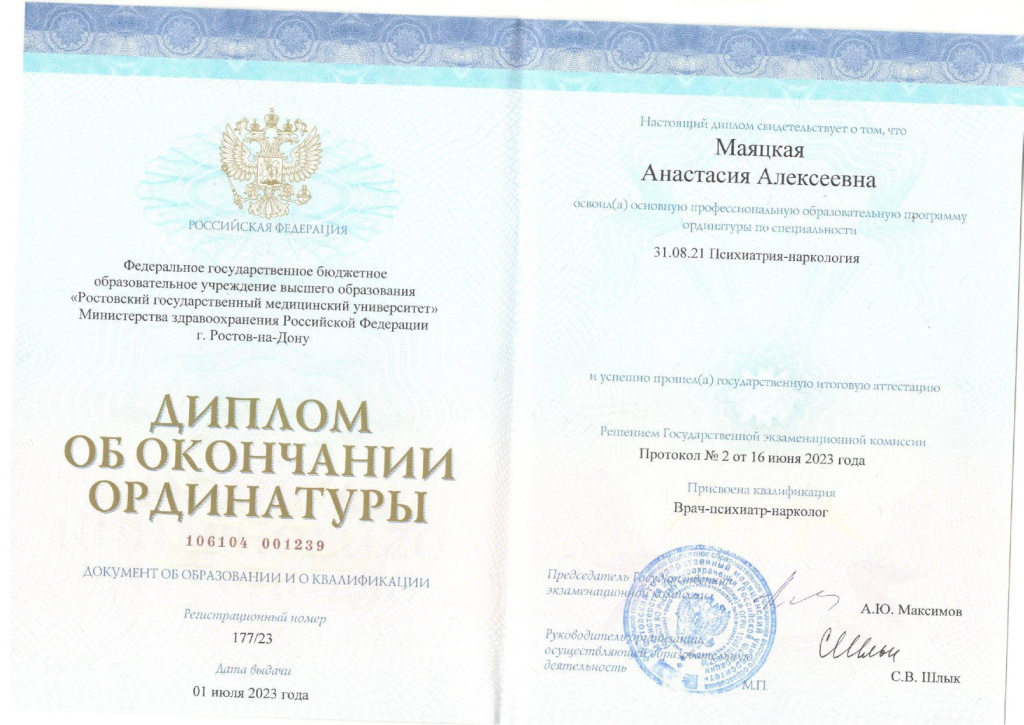 РОССИЙСКАЯ ФЕДЕРАЦИЯ
Федеральное государственное бюджетное
образовательное учреждение высшего образования
«Ростовский государственный медицинский университет»
Министерства здравоохранения Российской Федерации
г. Ростов-на-Дону
ДИПЛОМ
ОБ ОКОНЧАНИИ
ОРДИНАТУРЫ
106104 001239
ДОКУМЕНТ ОБ ОБРАЗОВАНИИ И О КВАЛИФИКАЦИИ
Регистрационный номер
177/23
Дата выдачи
01 июля 2023 года
Настоящий диплом свидетельствует о том, что
Маяцкая
Анастасия Алексеевна
освоил(а) основную профессиональную образовательную программу
ординатуры по специальности
31.08.21 Психиатрия-наркология
и успешно прошел(а) государственную итоговую аттестацию
Решением Государственной экзаменационной комиссии
Протокол № 2 от 16 июня 2023 года
Присвоена квалификация
Врач-психиатр-нарколог
Председатель Государственной
экзаменационной комиссии
А.Ю. Максимов
Руководитель организации,
осуществляющей образовательную
деятельность
С.В. Шлык
М.П.